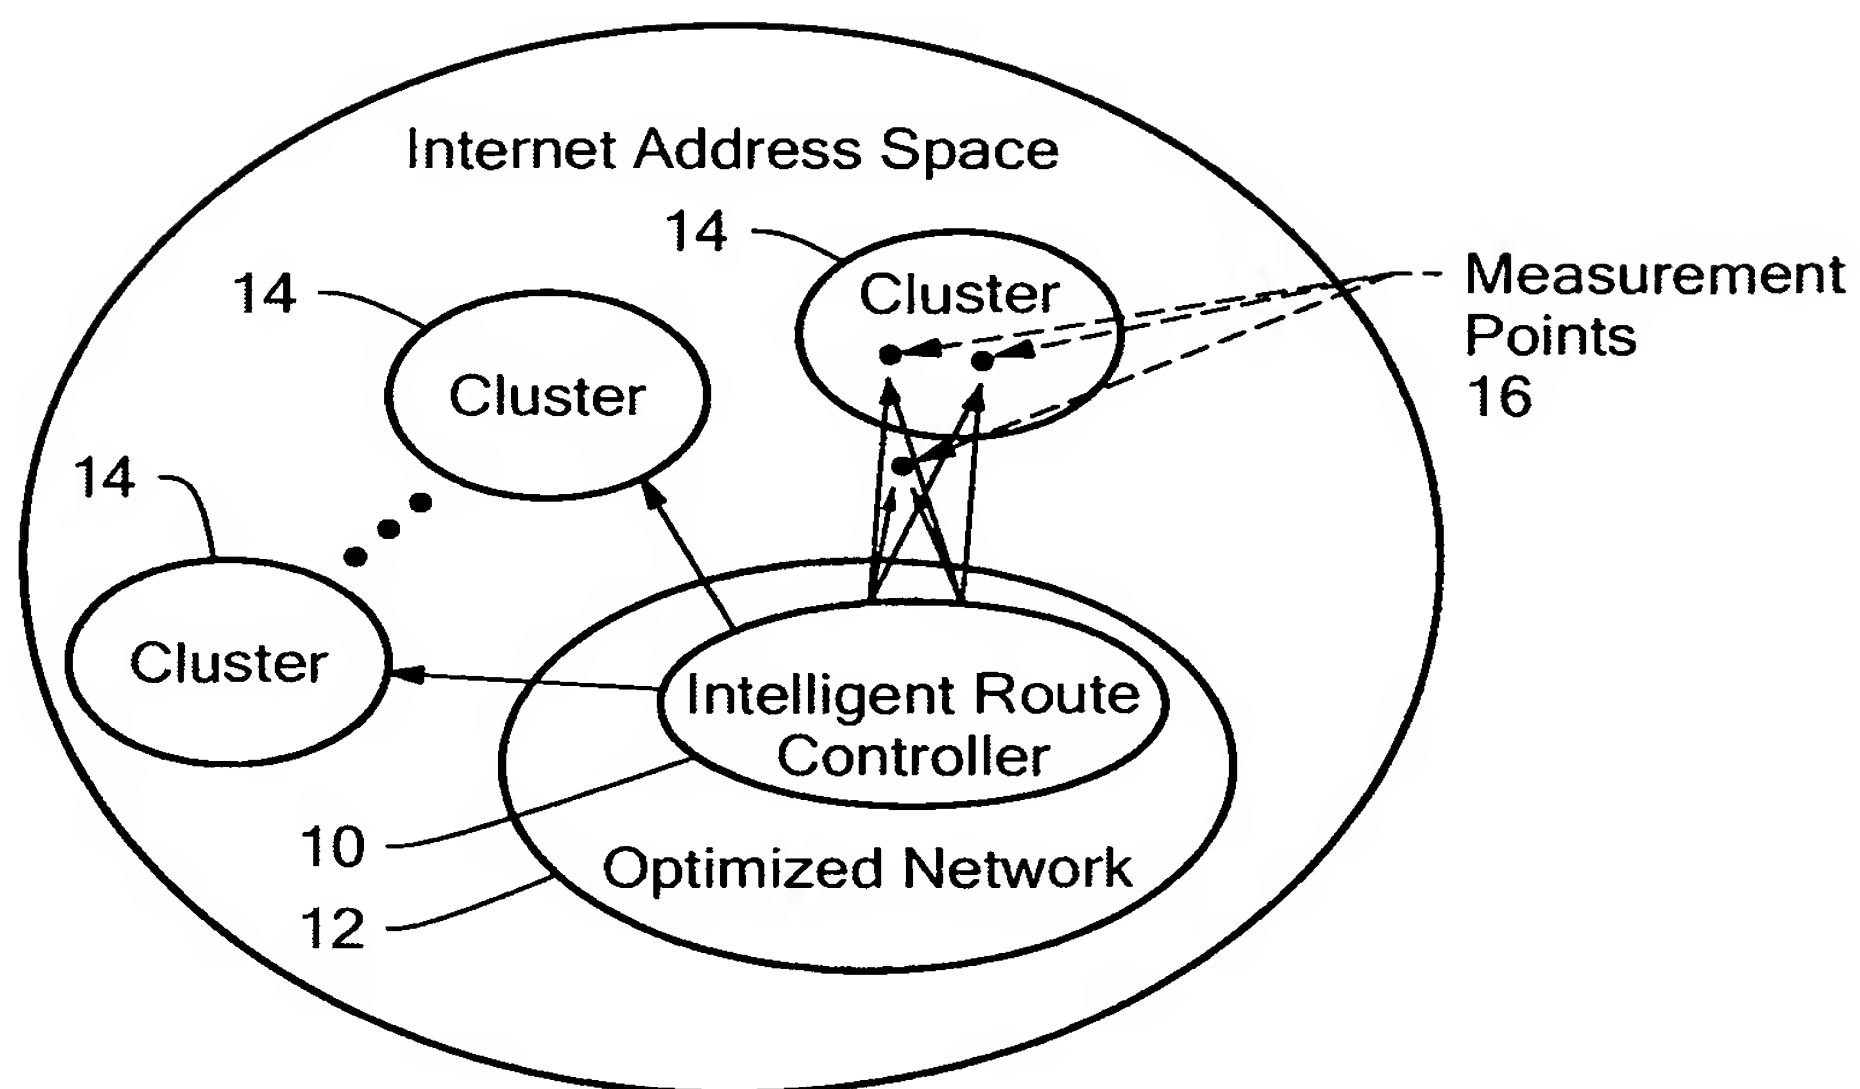 Internet Address Space
14
Cluster
14
Cluster
Measurement
Points
16
14
Cluster
Intelligent Route
Controller
10
Optimized Network
12